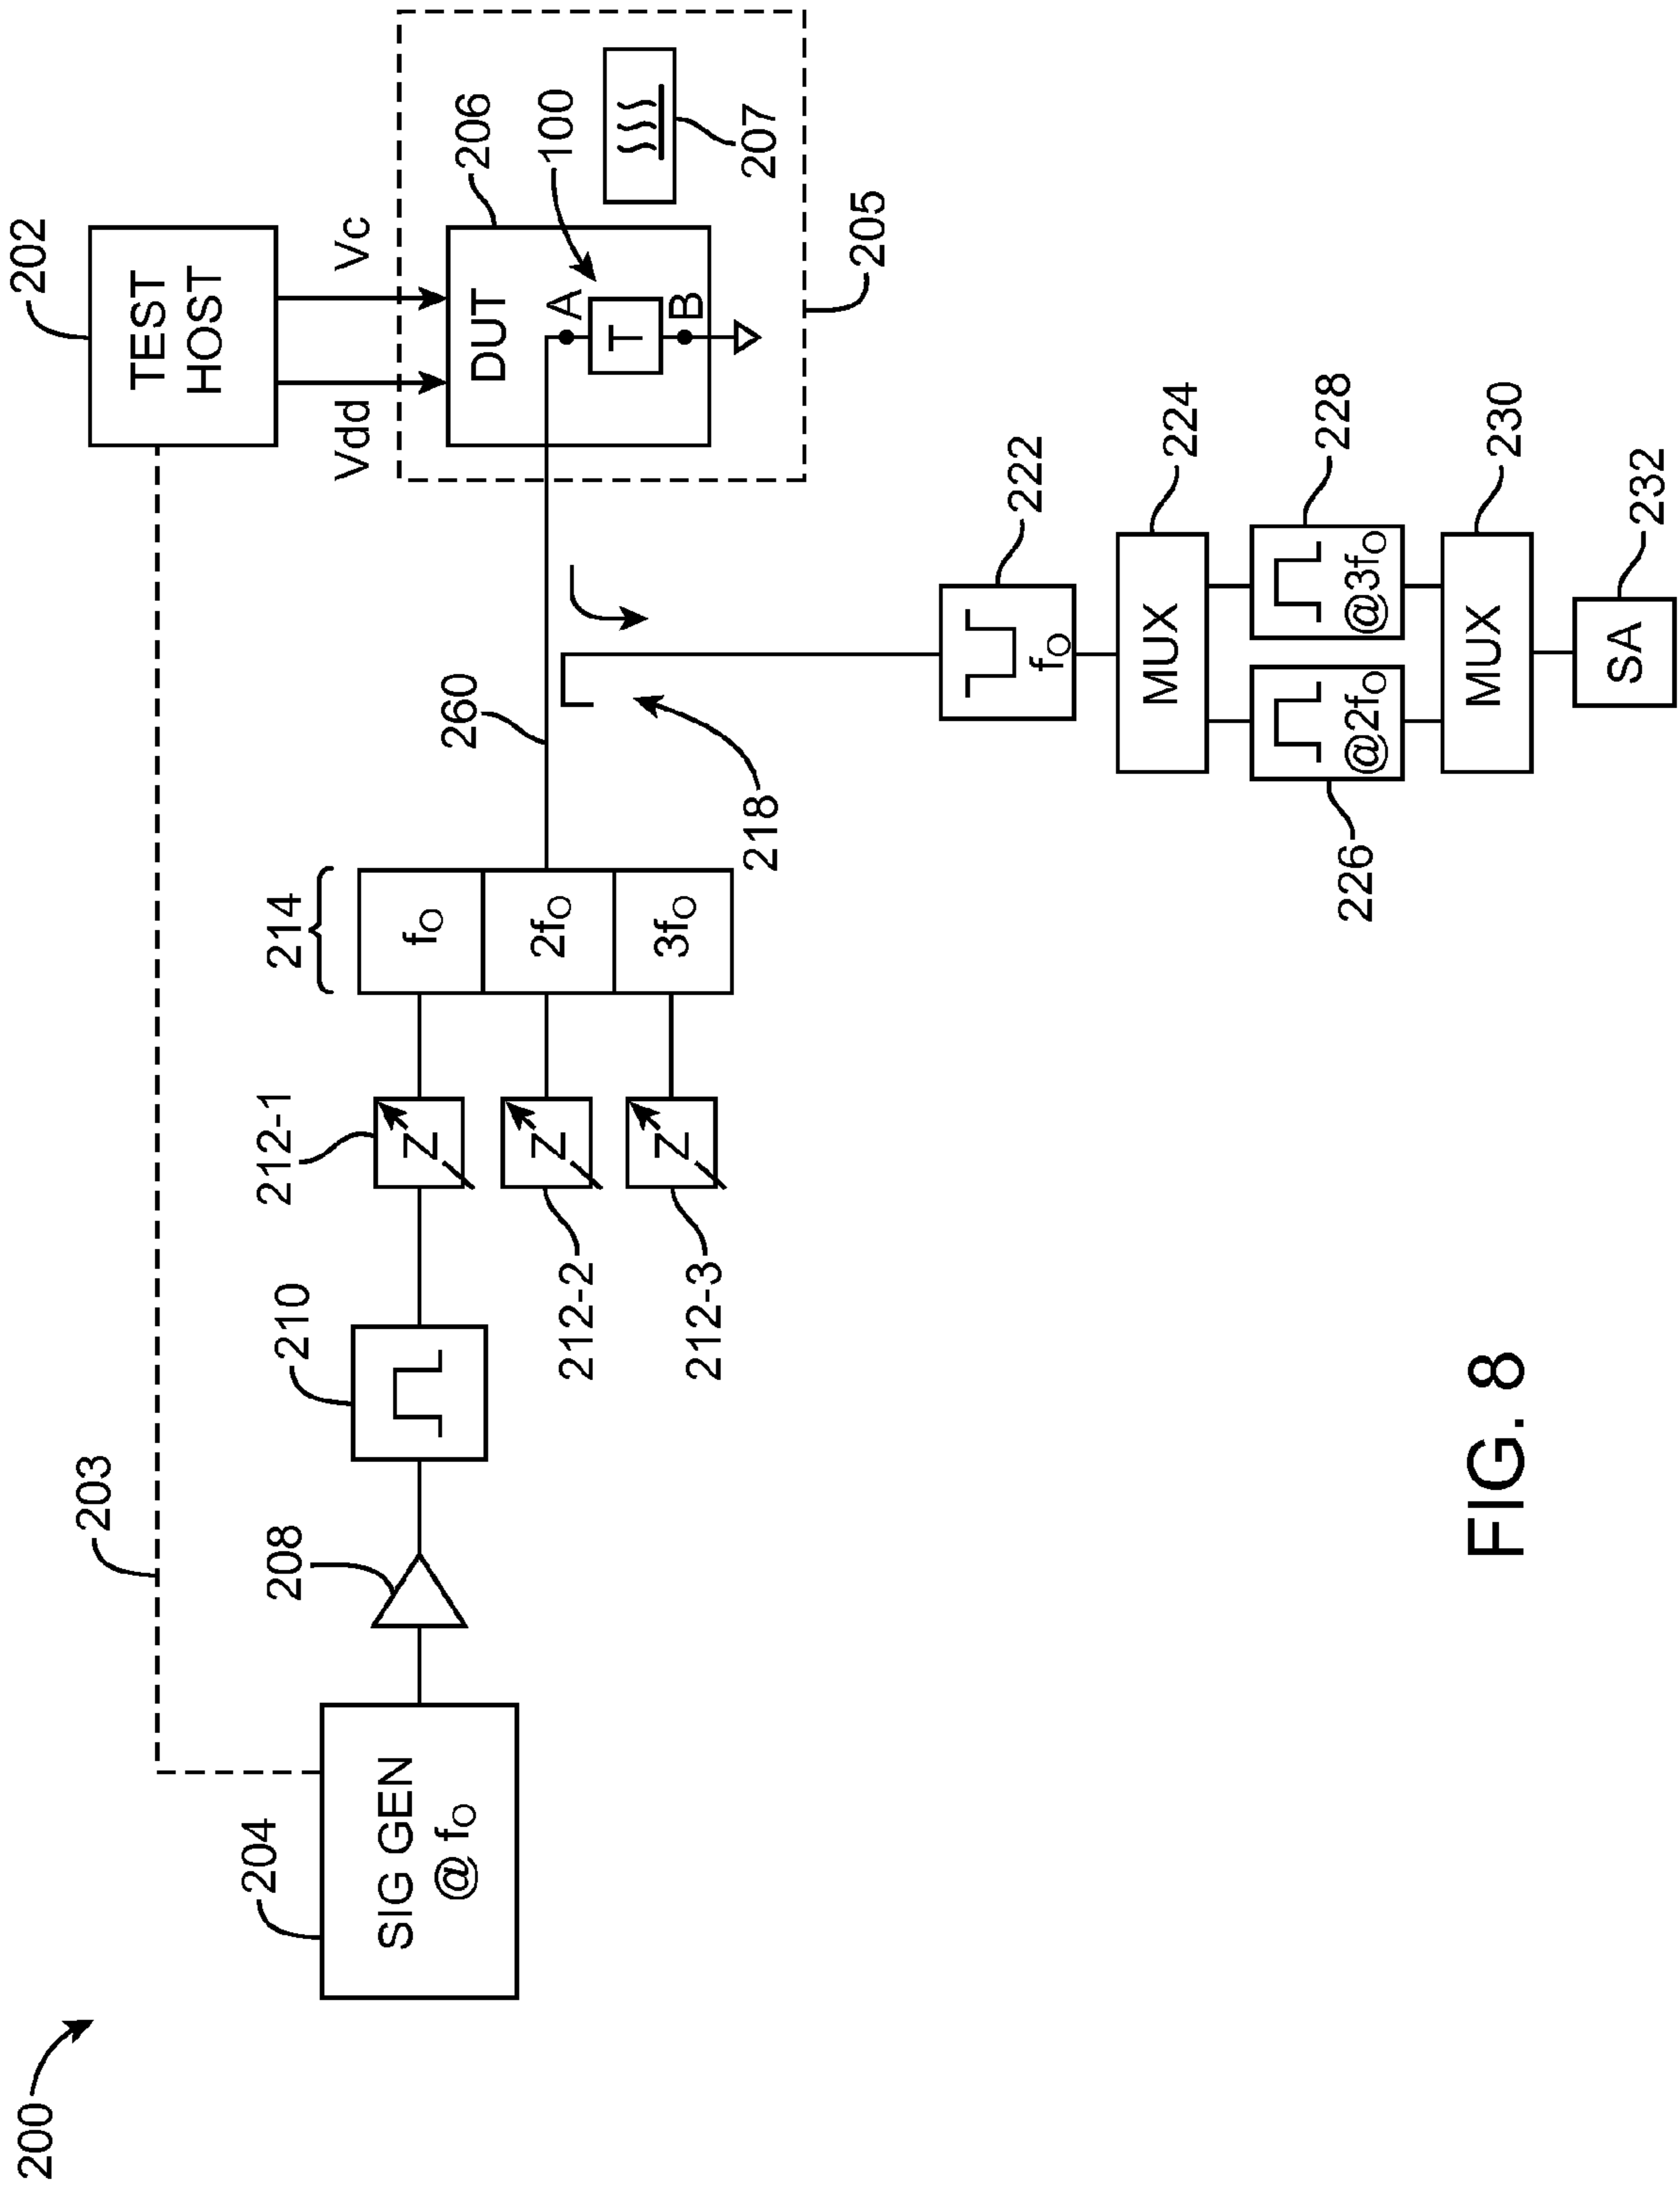 200
202
TEST
HOST
203
Vdd
Vc
204
SIG GEN
@ fO
208
210
212-1
Z
212-2
Z
212-3
Z
214
fO
2fO
3fO
260
218
DUT
206
A
100
T
B
207
205
222
fO
224
MUX
226
@2fO
228
@3fO
230
MUX
232
SA
FIG. 8